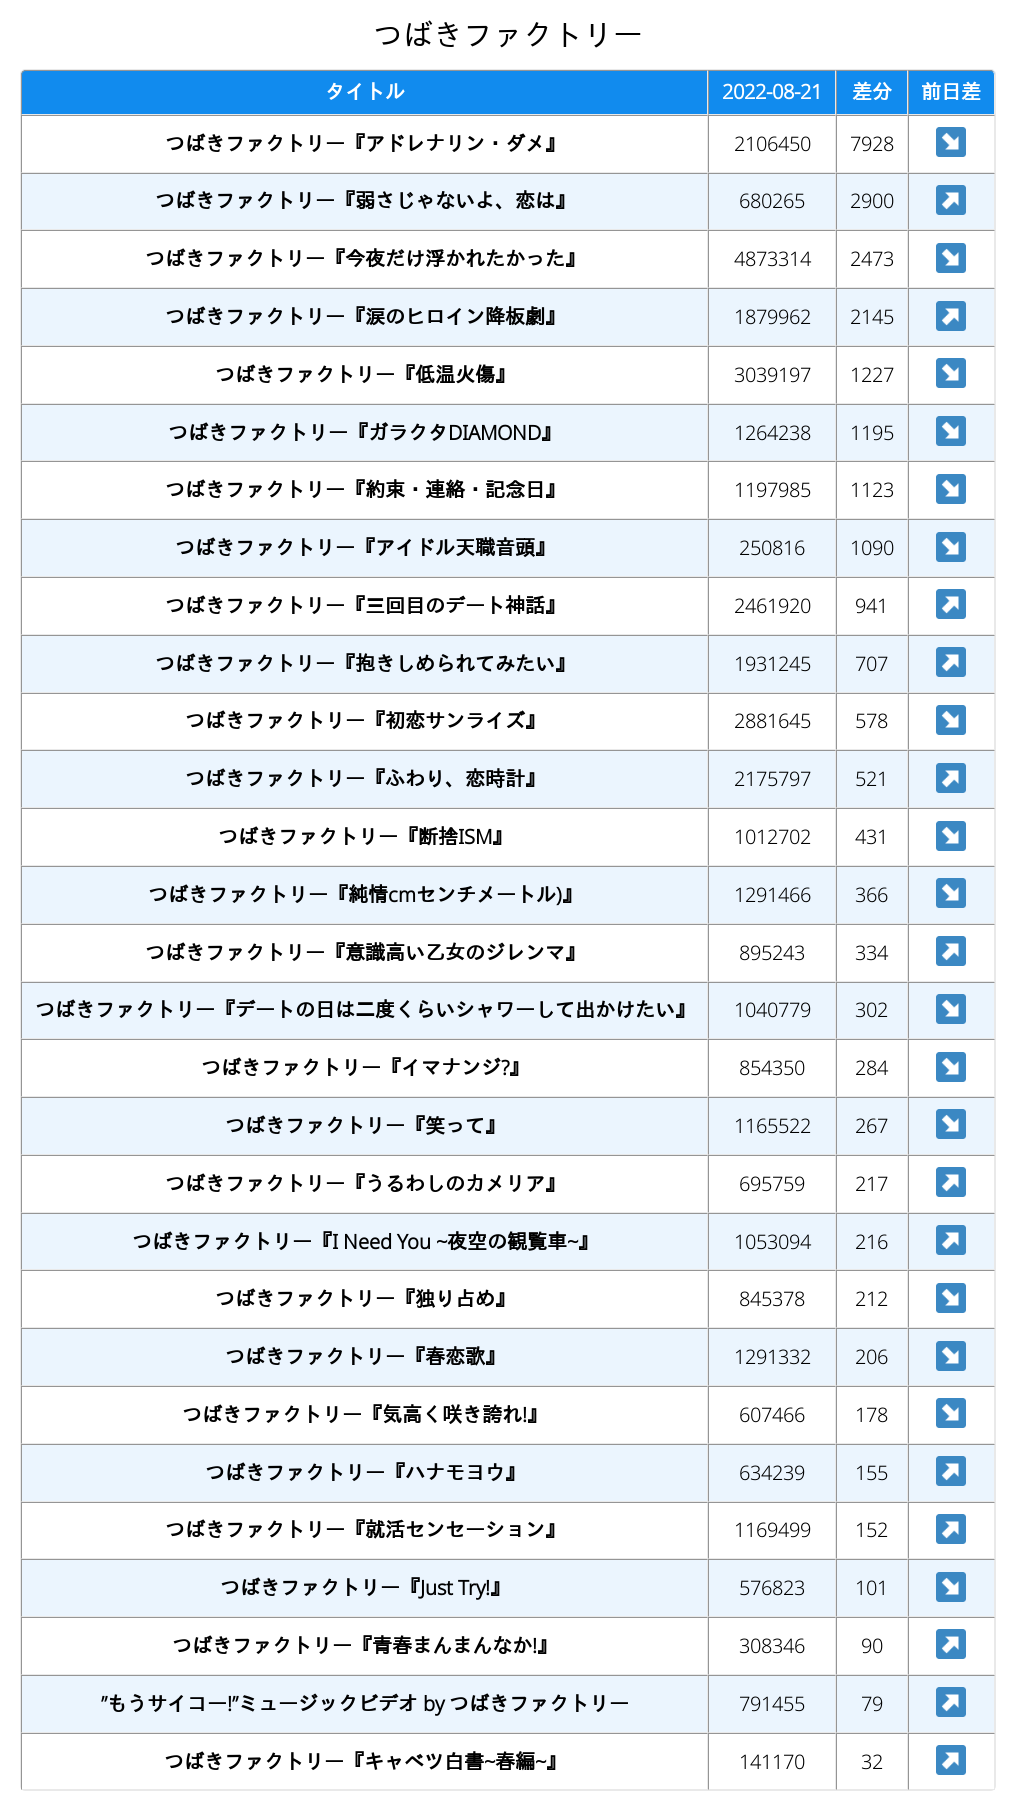 つばきファクトリー
タイトル 2022-08-21 差分 前日差
つばきファクトリー『アドレナリン・ダメ』 2106450 7928 ↘
つばきファクトリー『弱さじゃないよ、恋は』 680265 2900 ↗
つばきファクトリー『今夜だけ浮かれたかった』 4873314 2473 ↘
つばきファクトリー『涙のヒロイン降板劇』 1879962 2145 ↗
つばきファクトリー『低温火傷』 3039197 1227 ↘
つばきファクトリー『ガラクタDIAMOND』 1264238 1195 ↘
つばきファクトリー『約束・連絡・記念日』 1197985 1123 ↘
つばきファクトリー『アイドル天職音頭』 250816 1090 ↘
つばきファクトリー『三回目のデート神話』 2461920 941 ↗
つばきファクトリー『抱きしめられてみたい』 1931245 707 ↗
つばきファクトリー『初恋サンライズ』 2881645 578 ↘
つばきファクトリー『ふわり、恋時計』 2175797 521 ↗
つばきファクトリー『断捨ISM』 1012702 431 ↘
つばきファクトリー『純情cmセンチメートル)』 1291466 366 ↘
つばきファクトリー『意識高い乙女のジレンマ』 895243 334 ↗
つばきファクトリー『デートの日は二度くらいシャワーして出かけたい』 1040779 302 ↘
つばきファクトリー『イマナンジ?』 854350 284 ↘
つばきファクトリー『笑って』 1165522 267 ↘
つばきファクトリー『うるわしのカメリア』 695759 217 ↗
つばきファクトリー『I Need You ~夜空の観覧車~』 1053094 216 ↗
つばきファクトリー『独り占め』 845378 212 ↘
つばきファクトリー『春恋歌』 1291332 206 ↘
つばきファクトリー『気高く咲き誇れ!』 607466 178 ↘
つばきファクトリー『ハナモヨウ』 634239 155 ↗
つばきファクトリー『就活センセーション』 1169499 152 ↗
つばきファクトリー『Just Try!』 576823 101 ↘
つばきファクトリー『青春まんまんなか!』 308346 90 ↗
”もうサイコー!”ミュージックビデオ by つばきファクトリー 791455 79 ↗
つばきファクトリー『キャベツ白書~春編~』 141170 32 ↗